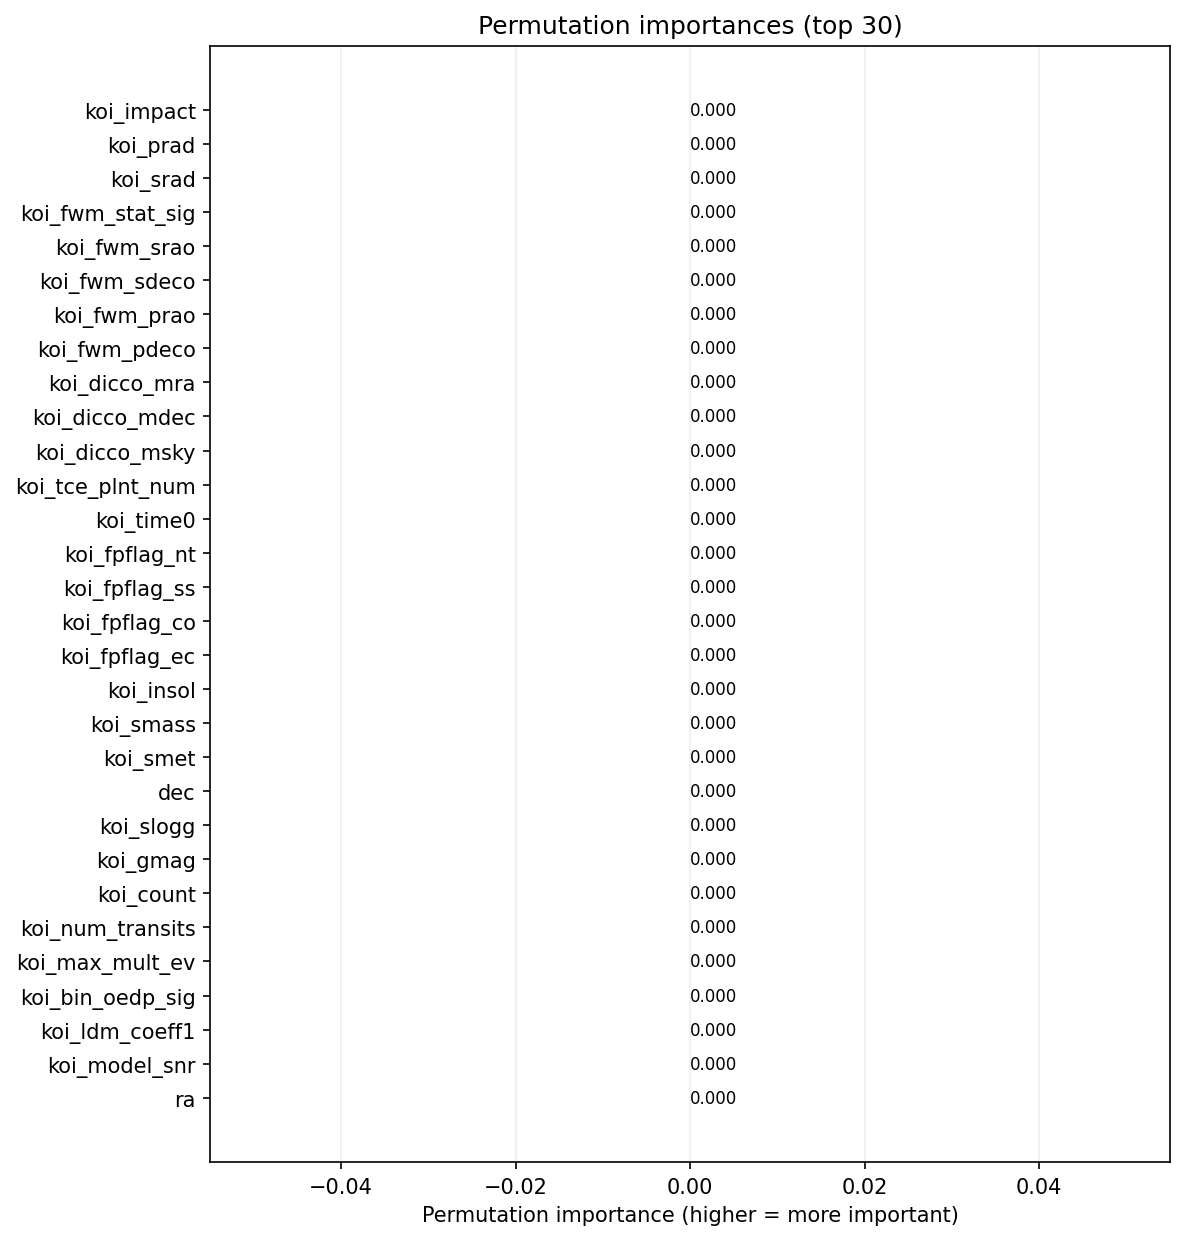 Permutation importances (top 30)
koi_impact 0.000
koi_prad 0.000
koi_srad 0.000
koi_fwm_stat_sig 0.000
koi_fwm_srao 0.000
koi_fwm_sdeco 0.000
koi_fwm_prao 0.000
koi_fwm_pdeco 0.000
koi_dicco_mra 0.000
koi_dicco_mdec 0.000
koi_dicco_msky 0.000
koi_tce_plnt_num 0.000
koi_time0 0.000
koi_fpflag_nt 0.000
koi_fpflag_ss 0.000
koi_fpflag_co 0.000
koi_fpflag_ec 0.000
koi_insol 0.000
koi_smass 0.000
koi_smet 0.000
dec 0.000
koi_slogg 0.000
koi_gmag 0.000
koi_count 0.000
koi_num_transits 0.000
koi_max_mult_ev 0.000
koi_bin_oedp_sig 0.000
koi_ldm_coeff1 0.000
koi_model_snr 0.000
ra 0.000
−0.04 −0.02 0.00 0.02 0.04
Permutation importance (higher = more important)